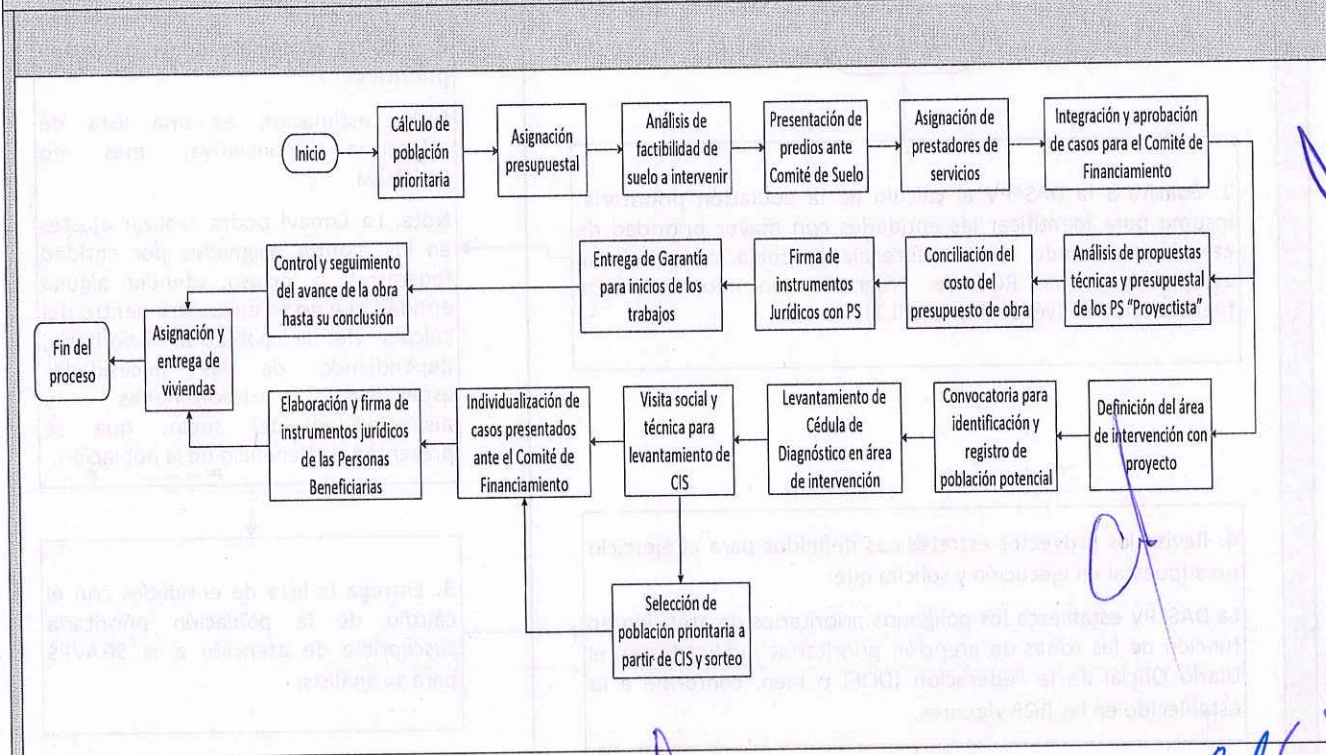 Inicio
Cálculo de
población
prioritaria
Asignación
presupuestal
Análisis de
factibilidad de
suelo a intervenir
Presentación de
predios ante
Comité de Suelo
Asignación de
prestadores de
servicios
Integración y aprobación
de casos para el Comité de
Financiamiento
Análisis de propuestas
técnicas y presupuestal
de los PS "Proyectista"
Conciliación del
costo del
presupuesto de obra
Firma de
instrumentos
Jurídicos con PS
Entrega de Garantía
para inicios de los
trabajos
Control y seguimiento
del avance de obra
hasta su conclusión
Definición del área
de intervención con
proyecto
Convocatoria para
identificación y
registro de
población potencial
Levantamiento de
Cédula de
Diagnóstico en área
de intervención
Visita social y
técnica para
levantamiento de
CIS
Selección de
población prioritaria a
partir de CIS y sorteo
Individualización de
casos presentados
ante el Comité de
Financiamiento
Elaboración y firma de
instrumentos jurídicos
de las Personas
Beneficiarias
Asignación y
entrega de
viviendas
Fin del
proceso